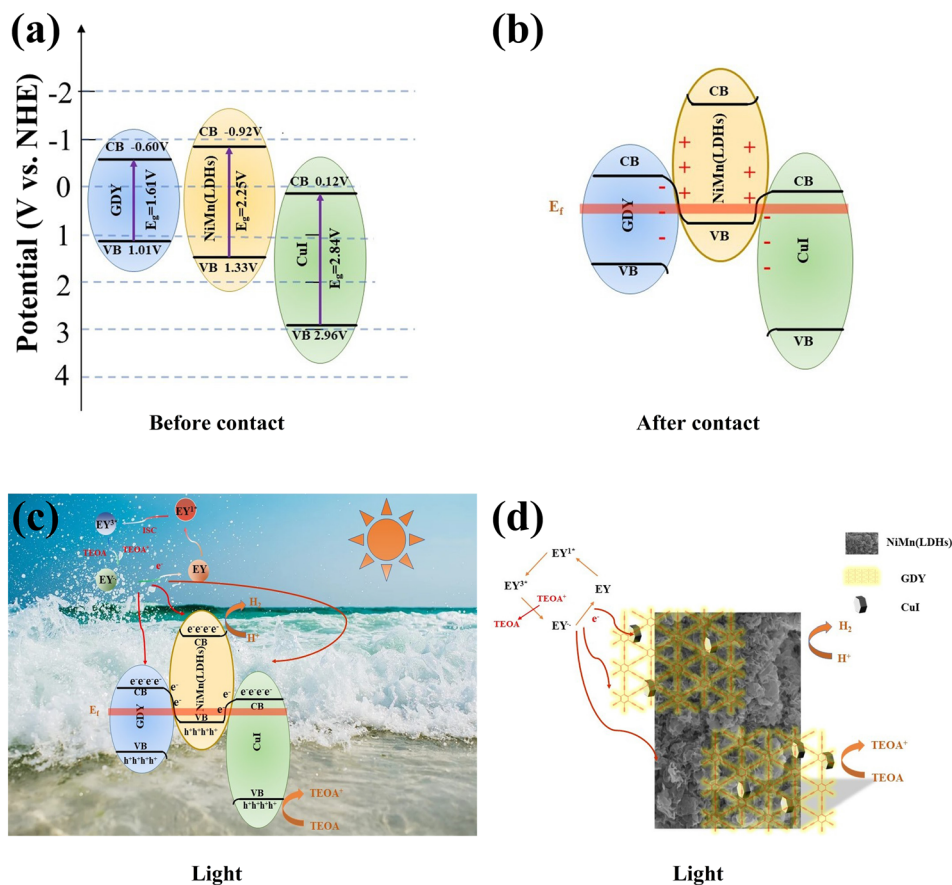 (a)
Potential (V vs. NHE)
-2
-1
0
1
2
3
4
CB -0.60V
GDY
Eg=1.61V
VB 1.01V
CB -0.92V
NiMn(LDHs)
Eg=2.25V
VB 1.33V
CB 0.12V
CuI
Eg=2.84V
VB 2.96V
Before contact
(b)
CB
GDY
VB
CB
NiMn(LDHs)
VB
CB
CuI
VB
Ef
+
+
+
+
+
+
-
-
-
-
-
-
After contact
(c)
EY³⁺
ISC
EY¹⁺
TEOA
TEOA⁺
EY⁻
e⁻
EY
H₂
H⁺
e⁻e⁻e⁻e⁻
CB
NiMn(LDHs)
VB
h⁺h⁺h⁺h⁺
e⁻e⁻e⁻e⁻
CB
GDY
VB
h⁺h⁺h⁺h⁺
e⁻
e⁻
e⁻
e⁻
Ef
e⁻e⁻e⁻e⁻
CB
CuI
VB
h⁺h⁺h⁺h⁺
TEOA⁺
TEOA
Light
(d)
EY¹⁺
EY³⁺
EY
TEOA⁺
TEOA
EY⁻
e⁻
NiMn(LDHs)
GDY
CuI
H₂
H⁺
TEOA⁺
TEOA
Light